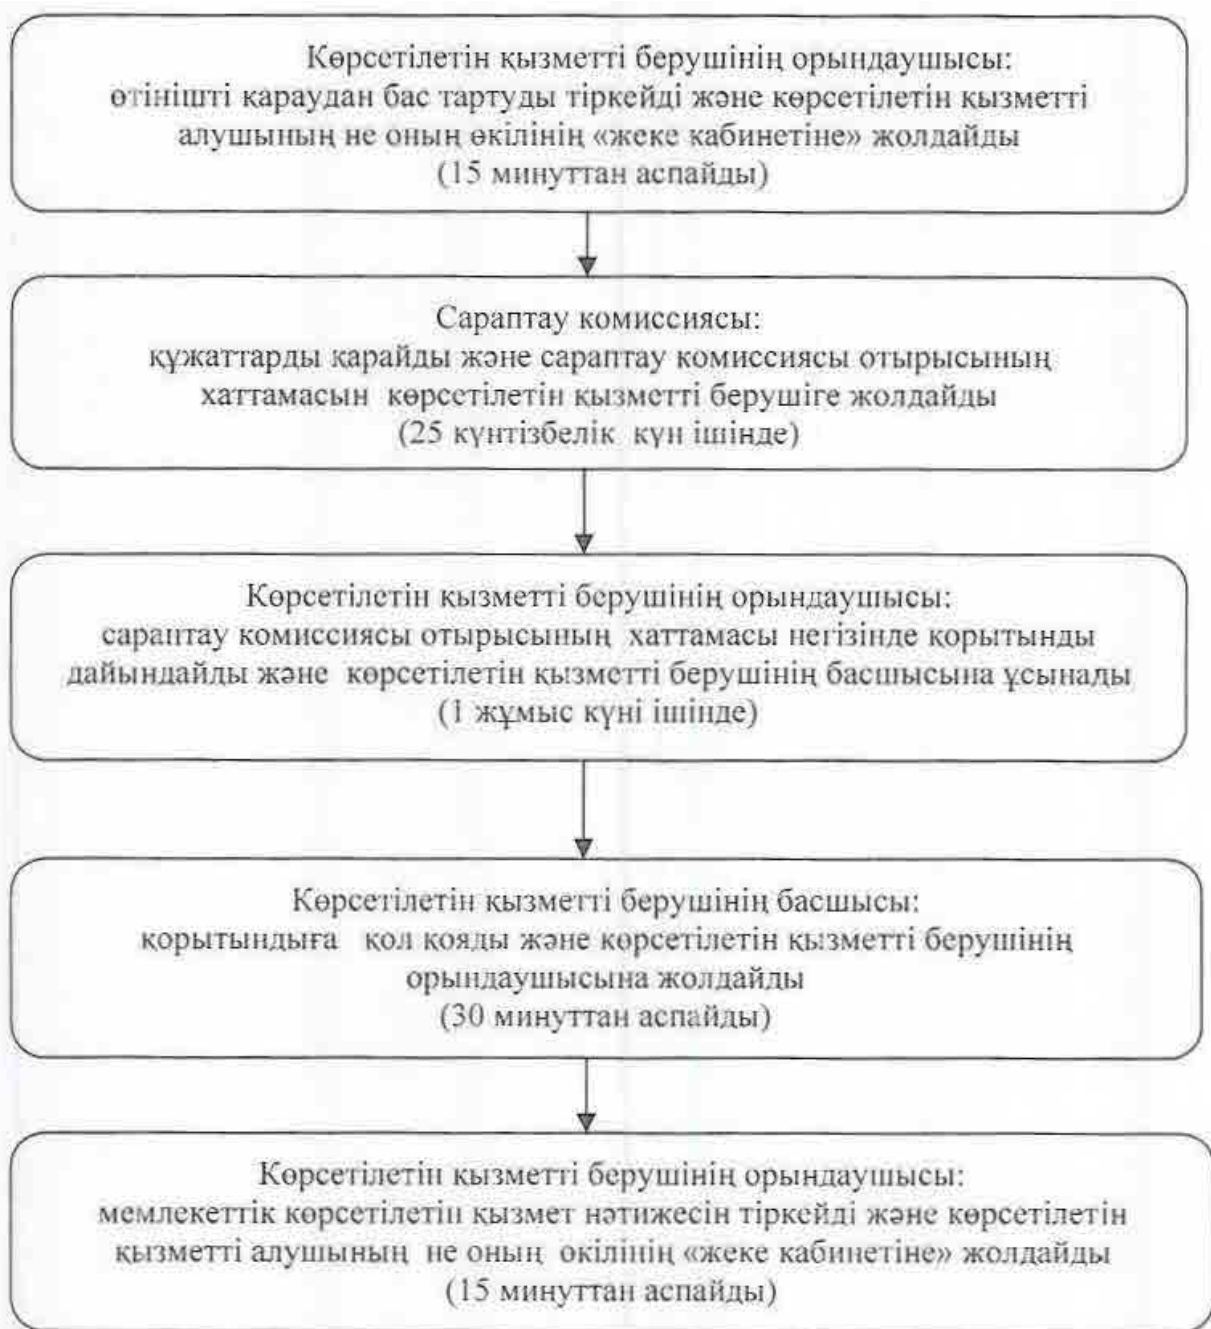 Көрсетілетін қызметті берушінің орындаушысы:
өтінішті қараудан бас тартуды тіркейді және көрсетілетін қызметті
алушының не оның өкілінің «жеке кабинетіне» жолдайды
(15 минуттан аспайды)
Сараптау комиссиясы:
құжаттарды қарайды және сараптау комиссиясы отырысының
хаттамасын көрсетілетін қызметті берушіге жолдайды
(25 күнтізбелік күн ішінде)
Көрсетілетін қызметті берушінің орындаушысы:
сараптау комиссиясы отырысының хаттамасы негізінде қорытынды
дайындайды және көрсетілетін қызметті берушінің басшысына ұсынады
(1 жұмыс күні ішінде)
Көрсетілетін қызметті берушінің басшысы:
қорытындыға қол қояды және көрсетілетін қызметті берушінің
орындаушысына жолдайды
(30 минуттан аспайды)
Көрсетілетін қызметті берушінің орындаушысы:
мемлекеттік көрсетілетін қызмет нәтижесін тіркейді және көрсетілетін
қызметті алушының не оның өкілінің «жеке кабинетіне» жолдайды
(15 минуттан аспайды)